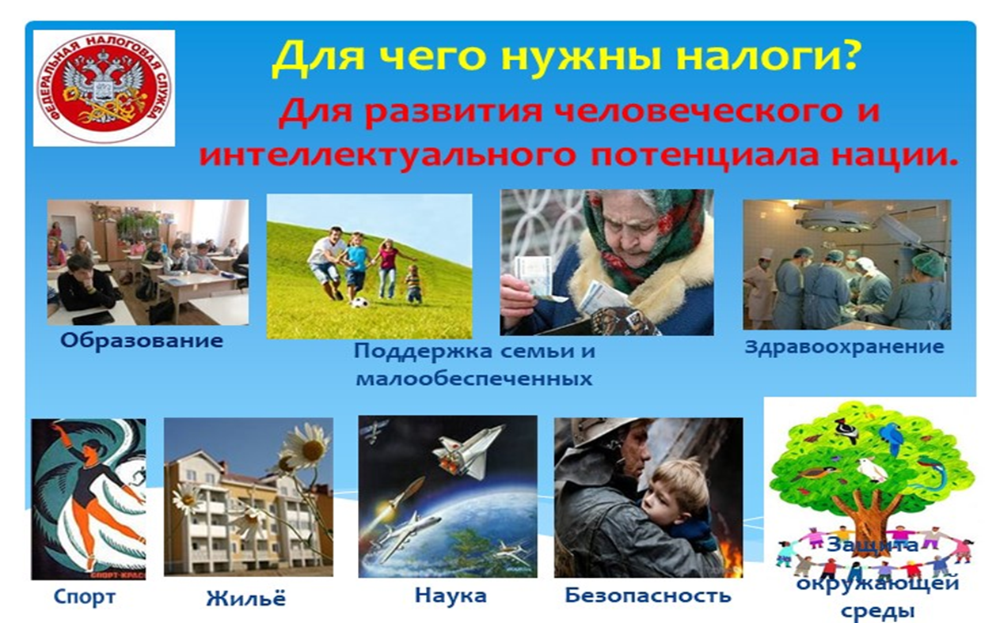 ФЕДЕРАЛЬНАЯ НАЛОГОВАЯ СЛУЖБА
Для чего нужны налоги?
Для развития человеческого и
интеллектуального потенциала нации.
Образование
Поддержка семьи и
малообеспеченных
Здравоохранение
СПОРТ-КРАС
Спорт
Жильё
Наука
Безопасность
Защита
окружающей
среды